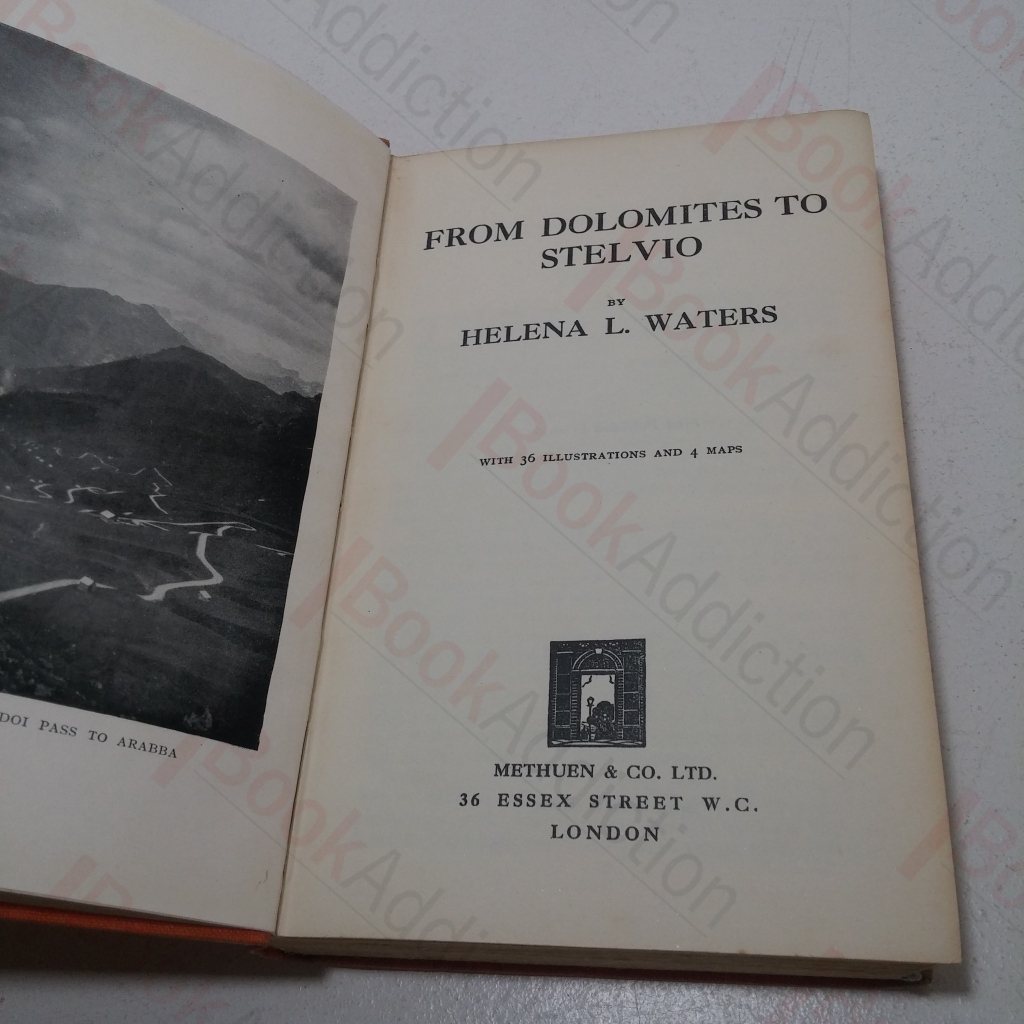 DOI PASS TO ARABBA
FROM DOLOMITES TO
STELVIO
BY
HELENA L. WATERS
WITH 36 ILLUSTRATIONS AND 4 MAPS
METHUEN & CO. LTD.
36 ESSEX STREET W.C.
LONDON
BookAddiction